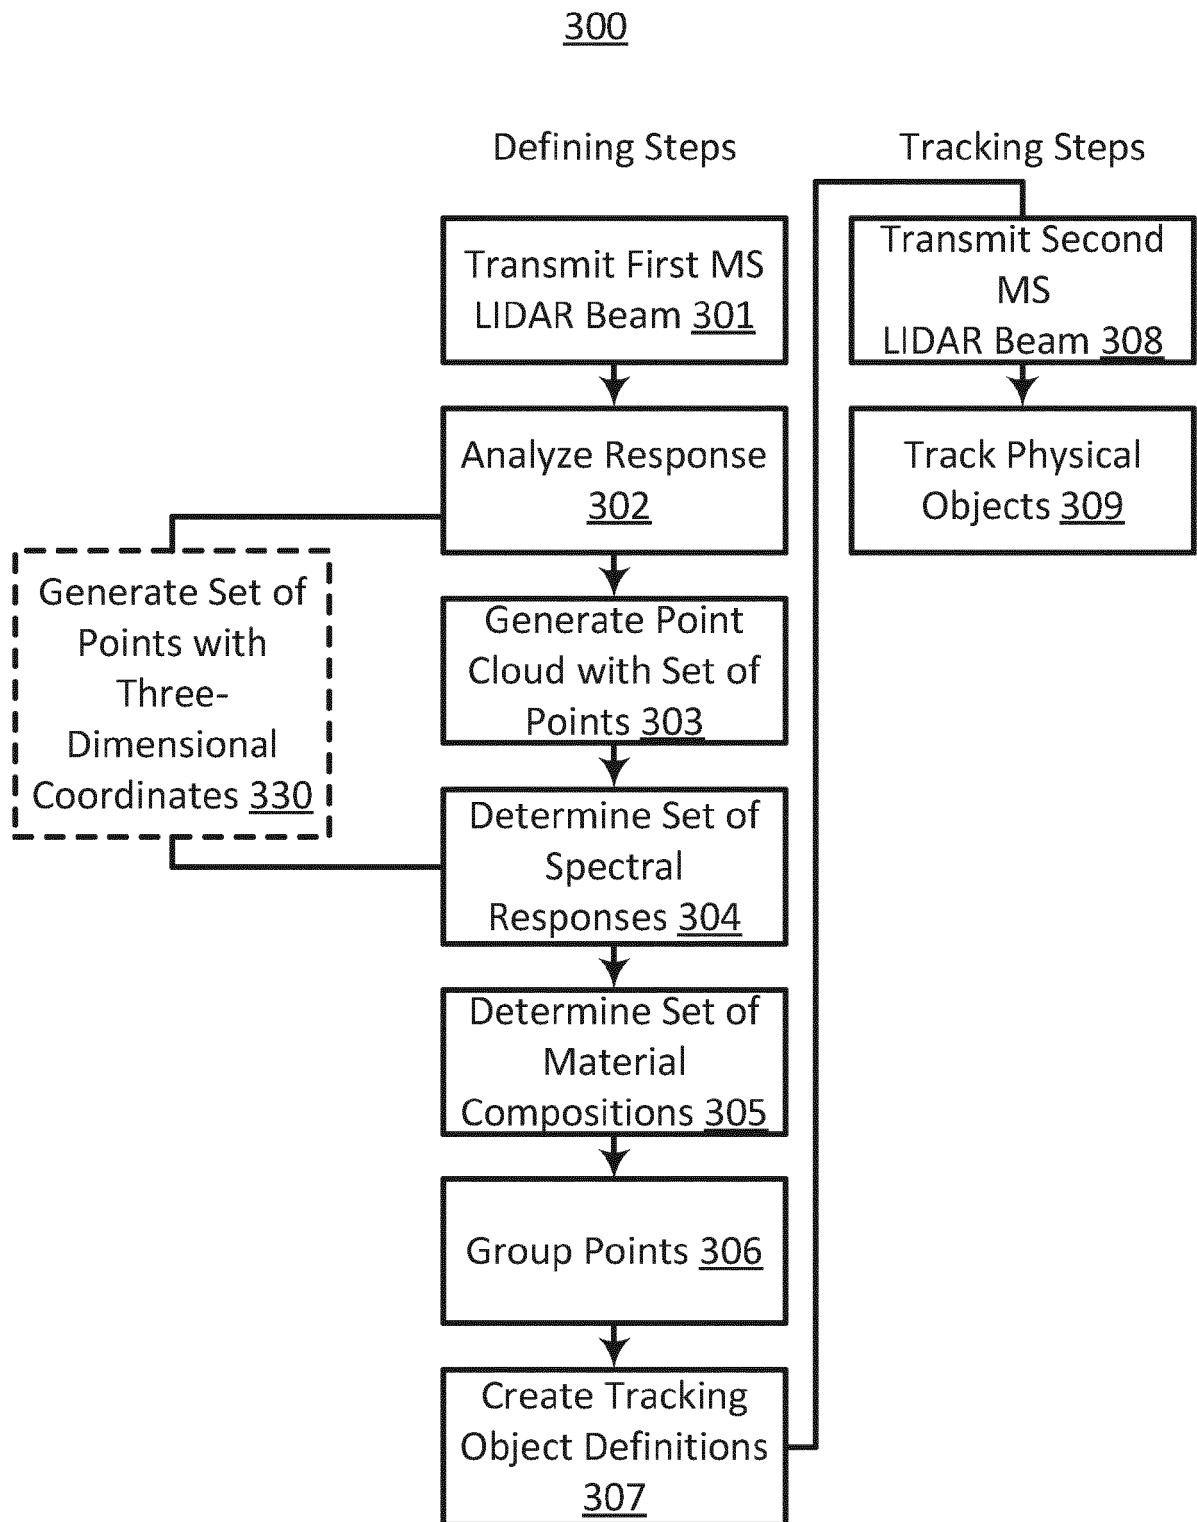 300
Defining Steps
Tracking Steps
Transmit First MS
LIDAR Beam 301
Analyze Response
302
Generate Set of
Points with
Three-
Dimensional
Coordinates 330
Generate Point
Cloud with Set of
Points 303
Determine Set of
Spectral
Responses 304
Determine Set of
Material
Compositions 305
Group Points 306
Create Tracking
Object Definitions
307
Transmit Second
MS
LIDAR Beam 308
Track Physical
Objects 309